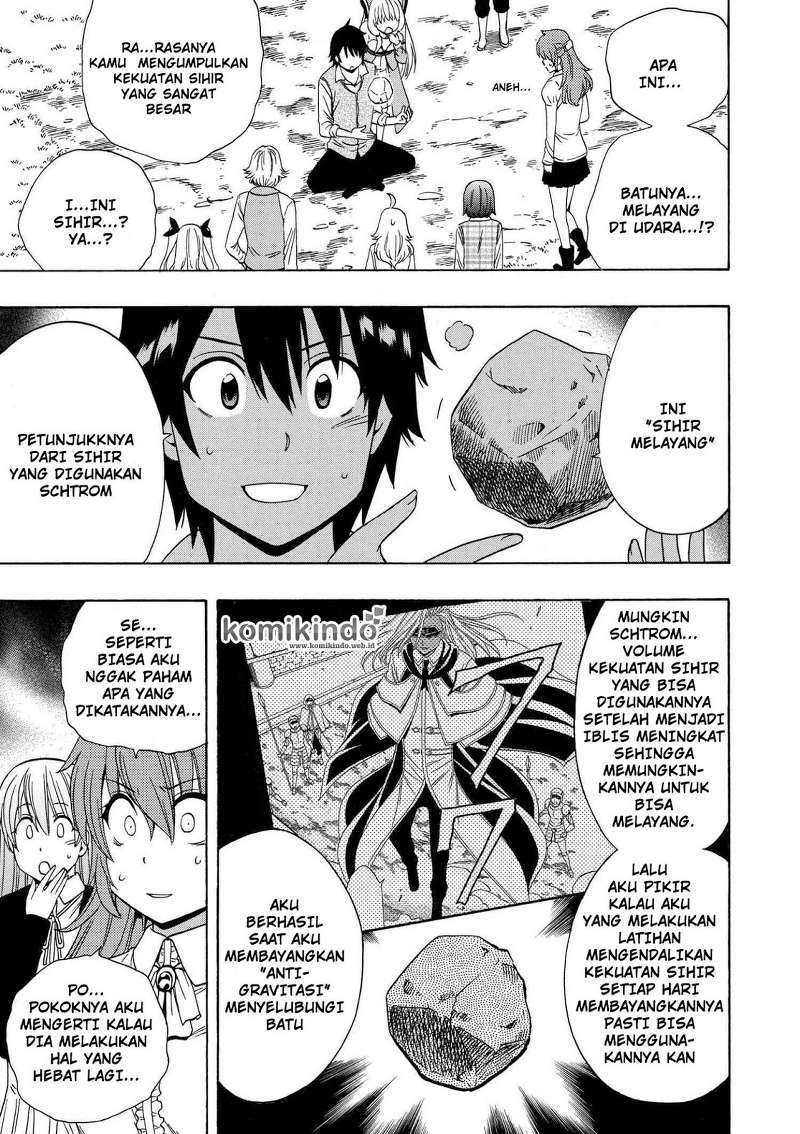 APA
INI...
BATUNYA...
MELAYANG
DI UDARA...!?
ANEH...
RA...RASANYA
KAMU MENGUMPULKAN
KEKUATAN SIHIR
YANG SANGAT
BESAR
I...INI
SIHIR...?
YA...?
INI
"SIHIR
MELAYANG"
PETUNJUKKNYA
DARI SIHIR
YANG DIGUNAKAN
SCHTROM
MUNGKIN
SCHTROM...
VOLUME
KEKUATAN SIHIR
YANG BISA
DIGUNAKANNYA
SETELAH MENJADI
IBLIS MENINGKAT
SEHINGGA
MEMUNGKIN-
KANNYA UNTUK
BISA
MELAYANG.
LALU
AKU PIKIR
KALAU AKU
YANG MELAKUKAN
LATIHAN
MENGENDALIKAN
KEKUATAN SIHIR
SETIAP HARI
MEMBAYANGKANNYA
PASTI BISA
MENGGUNA-
KANNYA KAN
komikindo
www.komikindo.web.id
AKU
BERHASIL
SAAT AKU
MEMBAYANGKAN
"ANTI-
GRAVITASI"
MENYELUBUNGI
BATU
SE...
SEPERTI
BIASA AKU
NGGAK PAHAM
APA YANG
DIKATAKANNYA...
PO...
POKOKNYA AKU
MENGERTI KALAU
DIA MELAKUKAN
HAL YANG
HEBAT LAGI...